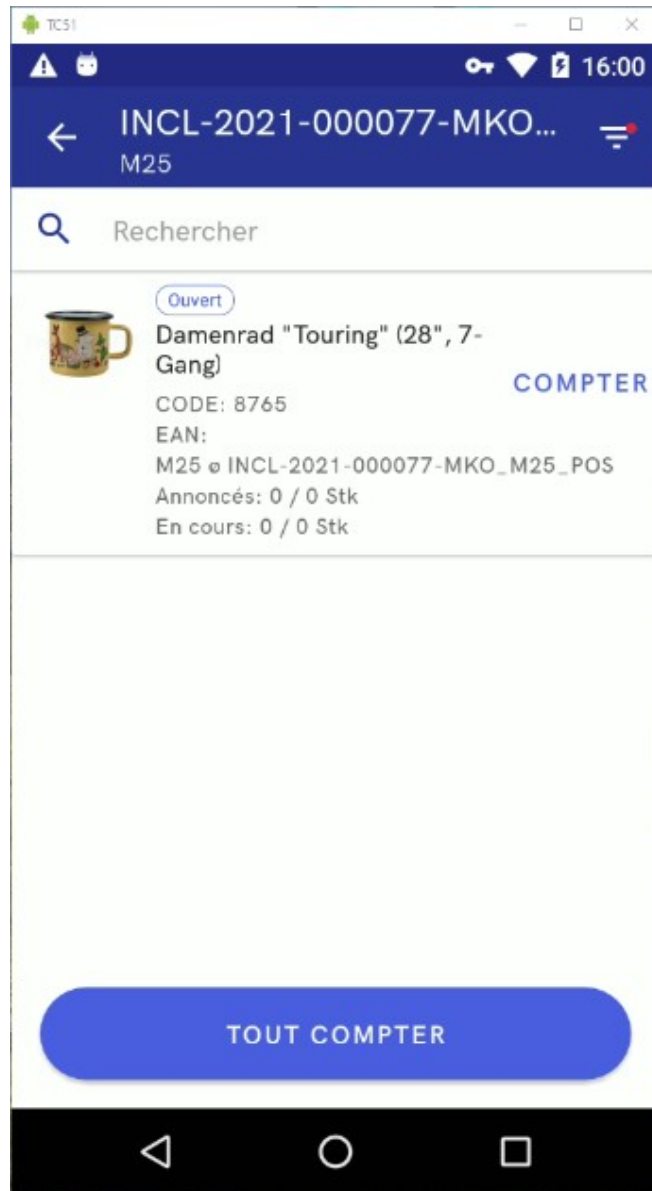 TC51
16:00
INCL-2021-000077-MKO...
M25
Rechercher
Ouvert
Damenrad "Touring" (28", 7-
Gang)
COMPTER
CODE: 8765
EAN:
M25 ø INCL-2021-000077-MKO_M25_POS
Annoncés: 0 / 0 Stk
En cours: 0 / 0 Stk
TOUT COMPTER